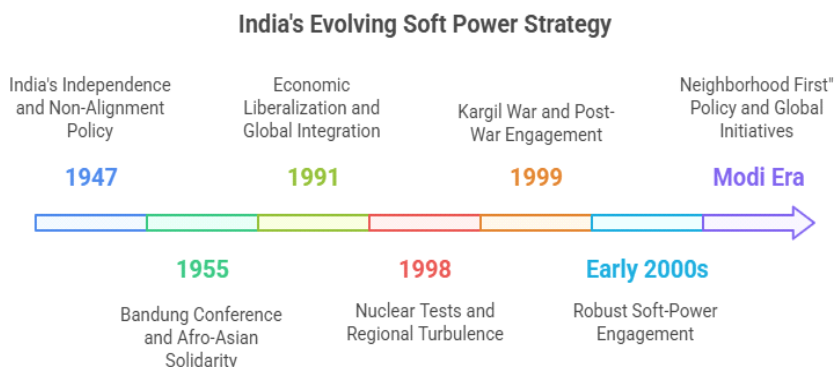 India's Evolving Soft Power Strategy
India's Independence
and Non-Alignment
Policy
1947
Economic
Liberalization and
Global Integration
1991
Kargil War and Post-
War Engagement
1999
Neighborhood First"
Policy and Global
Initiatives
Modi Era
1955
Bandung Conference
and Afro-Asian
Solidarity
1998
Nuclear Tests and
Regional Turbulence
Early 2000s
Robust Soft-Power
Engagement